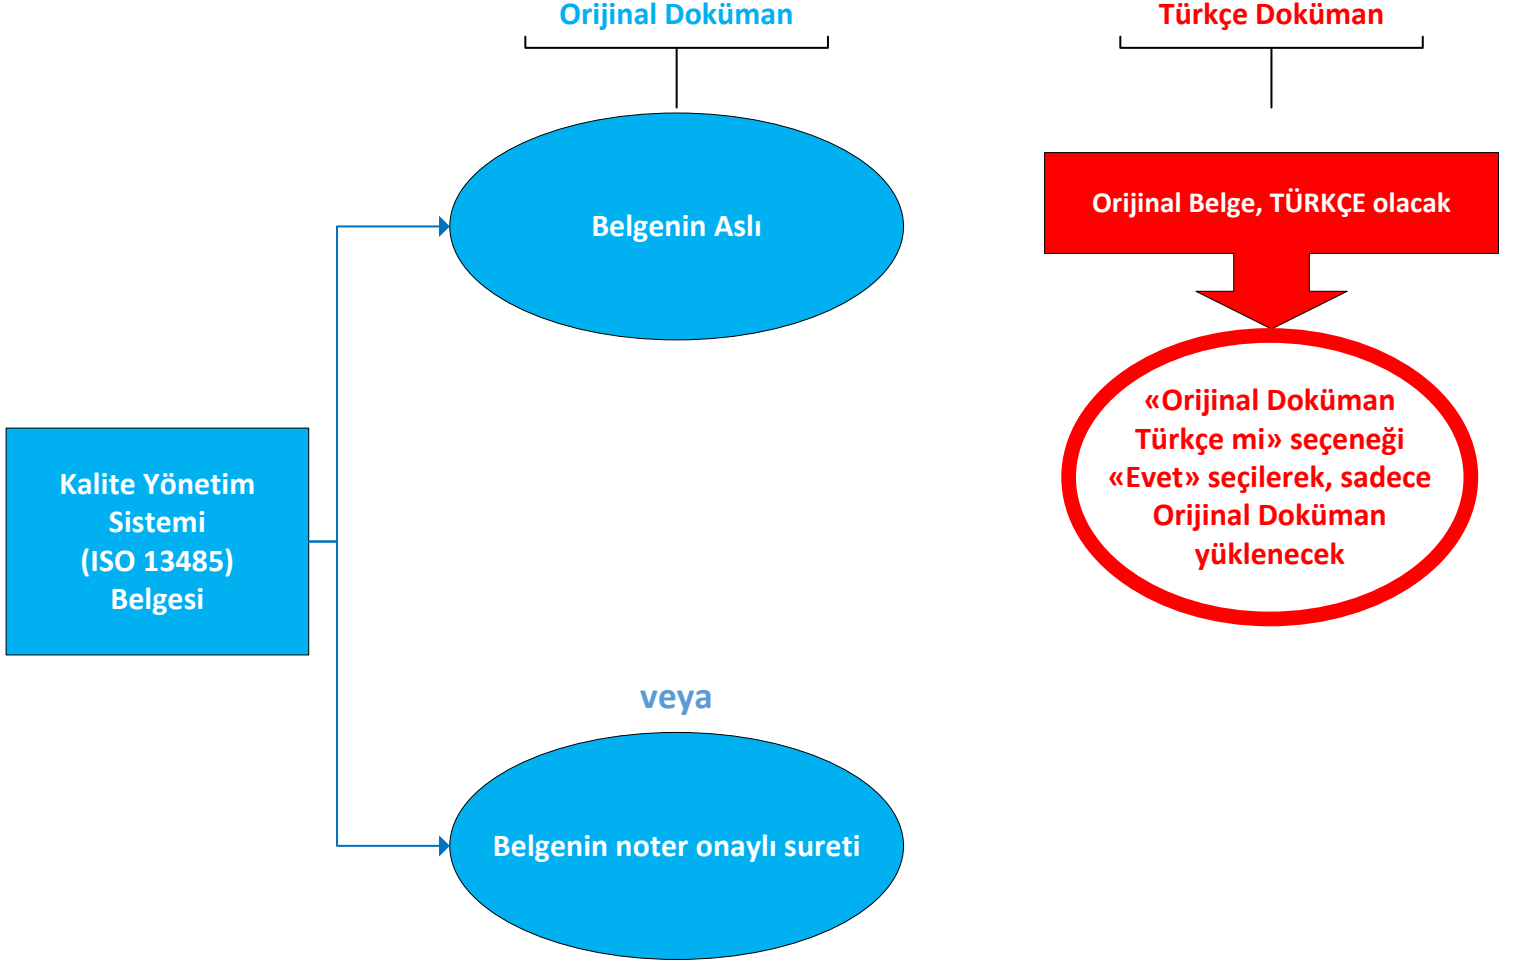 Orijinal Doküman
Türkçe Doküman
Belgenin Aslı
Orijinal Belge, TÜRKÇE olacak
«Orijinal Doküman
Türkçe mi» seçeneği
«Evet» seçilerek, sadece
Orijinal Doküman
yüklenecek
Kalite Yönetim
Sistemi
(ISO 13485)
Belgesi
veya
Belgenin noter onaylı sureti